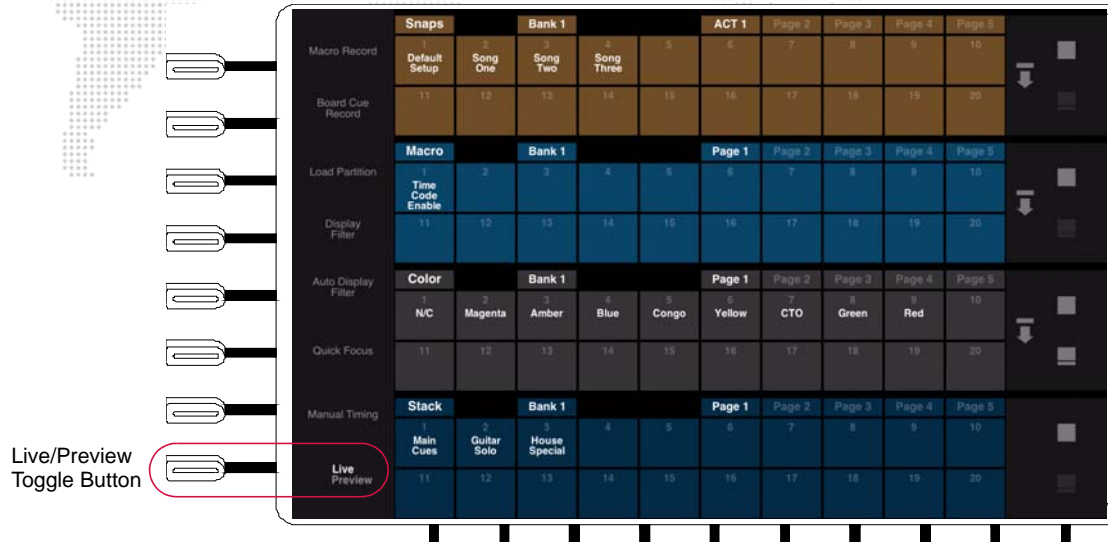 Snaps Bank 1 ACT 1 Page 2 Page 3 Page 4 Page 5
Macro Record
1 2 3 4 5 6 7 8 9 10
Default Setup Song One Song Two Song Three
Board Cue Record
11 12 13 14 15 16 17 18 19 20
Macro Bank 1 Page 1 Page 2 Page 3 Page 4 Page 5
Load Partition
1 2 3 4 5 6 7 8 9 10
Time Code Enable
Display Filter
11 12 13 14 15 16 17 18 19 20
Color Bank 1 Page 1 Page 2 Page 3 Page 4 Page 5
Auto Display Filter
1 2 3 4 5 6 7 8 9 10
N/C Magenta Amber Blue Congo Yellow CTO Green Red
Quick Focus
11 12 13 14 15 16 17 18 19 20
Stack Bank 1 Page 1 Page 2 Page 3 Page 4 Page 5
Manual Timing
1 2 3 4 5 6 7 8 9 10
Main Cues Guitar Solo House Special
Live/Preview
Toggle Button
Live
Preview
11 12 13 14 15 16 17 18 19 20